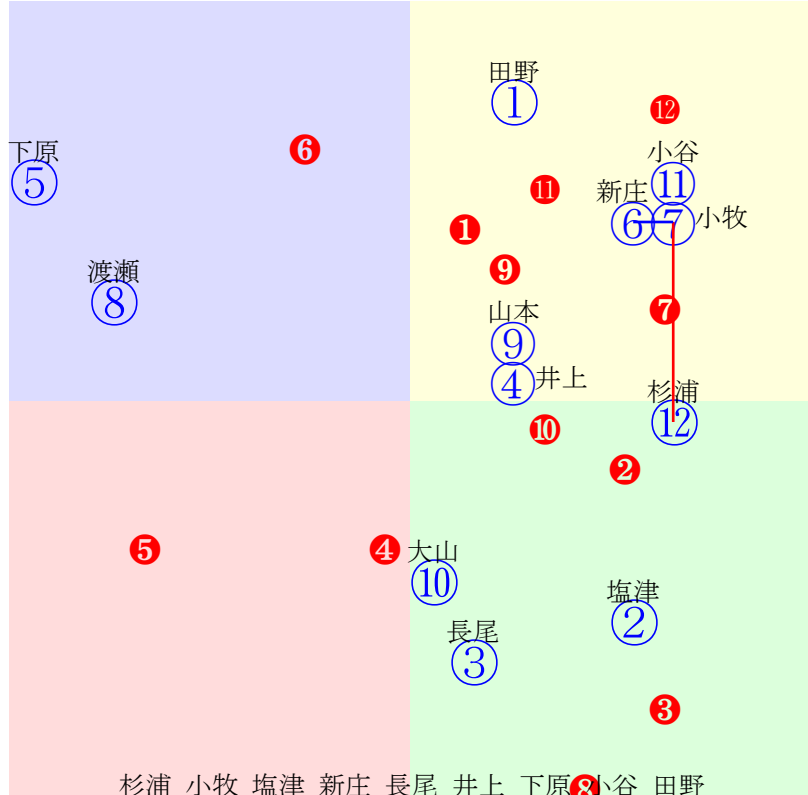 田野
①
⓬
下原
⑤
❻
小谷
⑪
⓫
新庄
⑥
⑦
小牧
❶
❾
渡瀬
⑧
山本
⑨
❼
④
井上
杉浦
⑫
❿
❷
❺
❹
大山
⑩
塩津
②
長尾
③
❸
杉浦 小牧 塩津 新庄 長尾 井上 下原 小谷 田野
❽